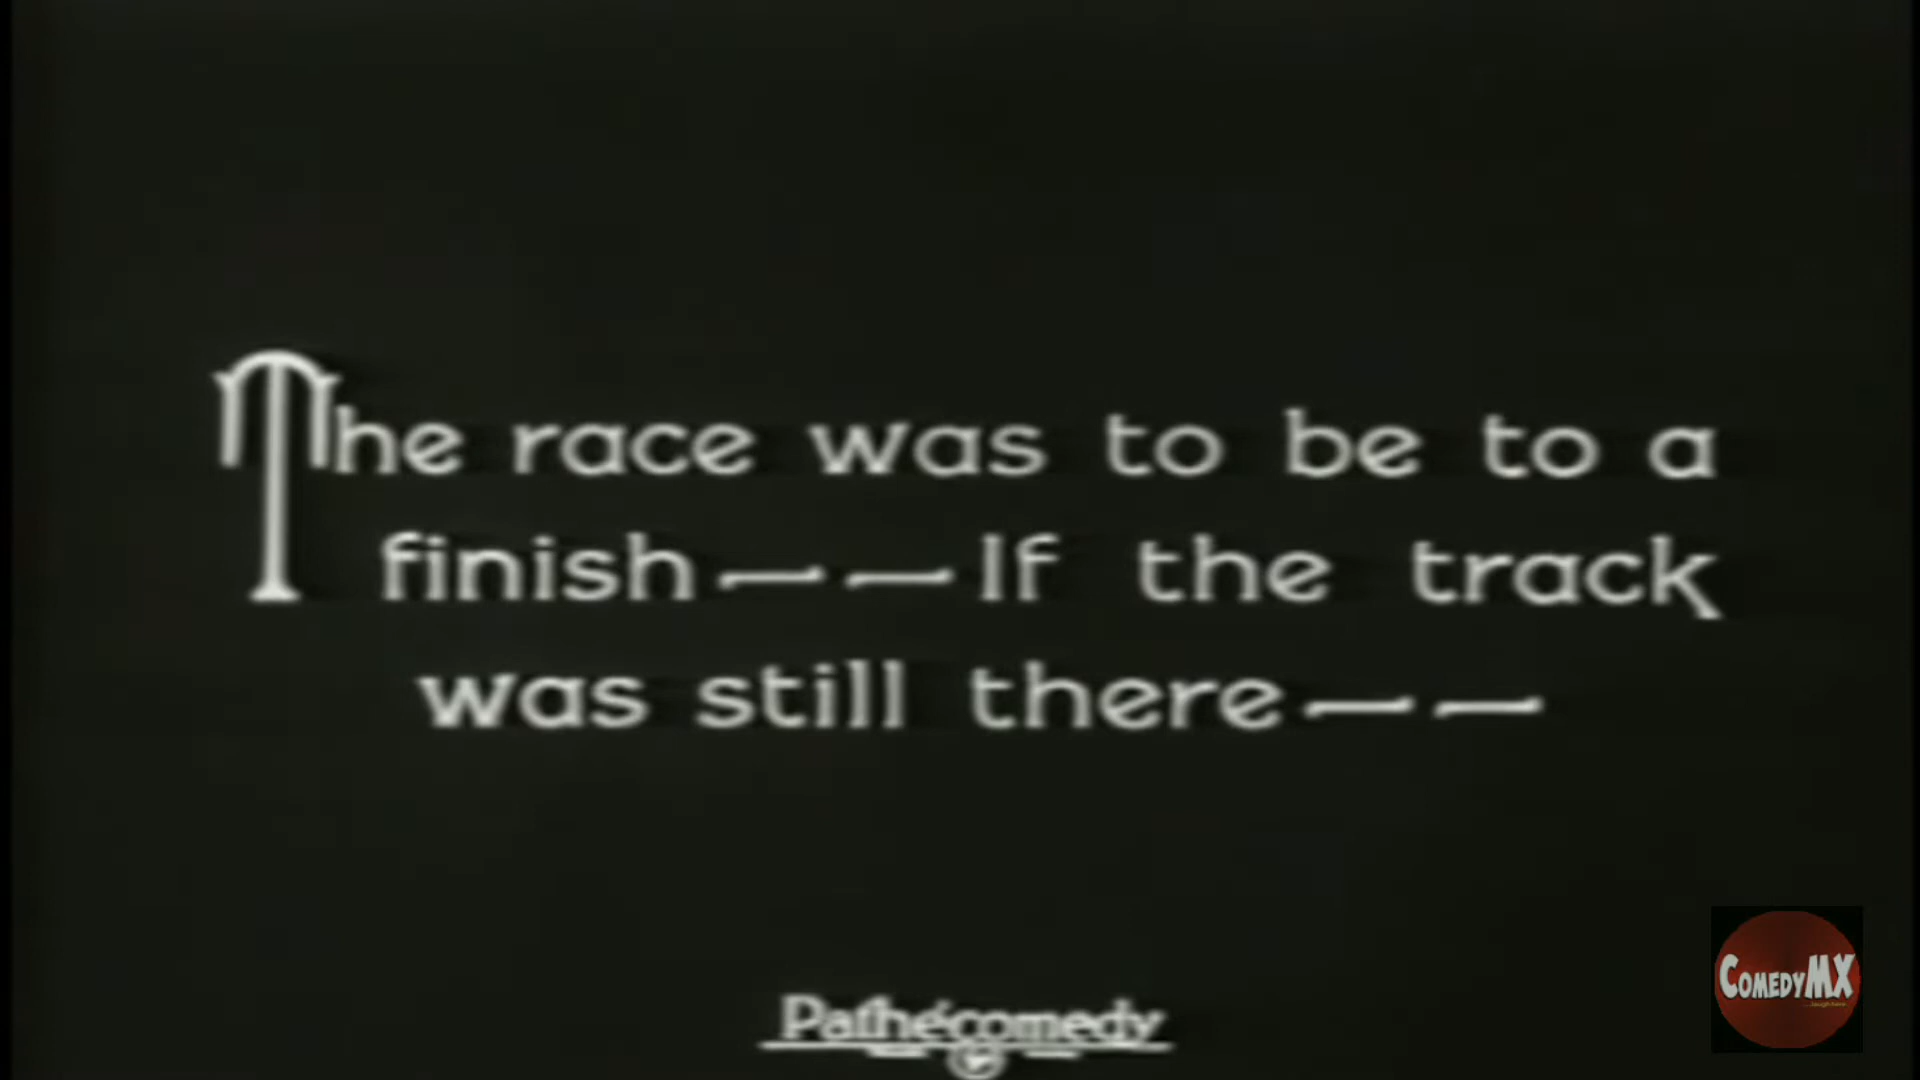 The race was to be to a
finish — — If the track
was still there — —
Pathécomedy
COMEDYMX